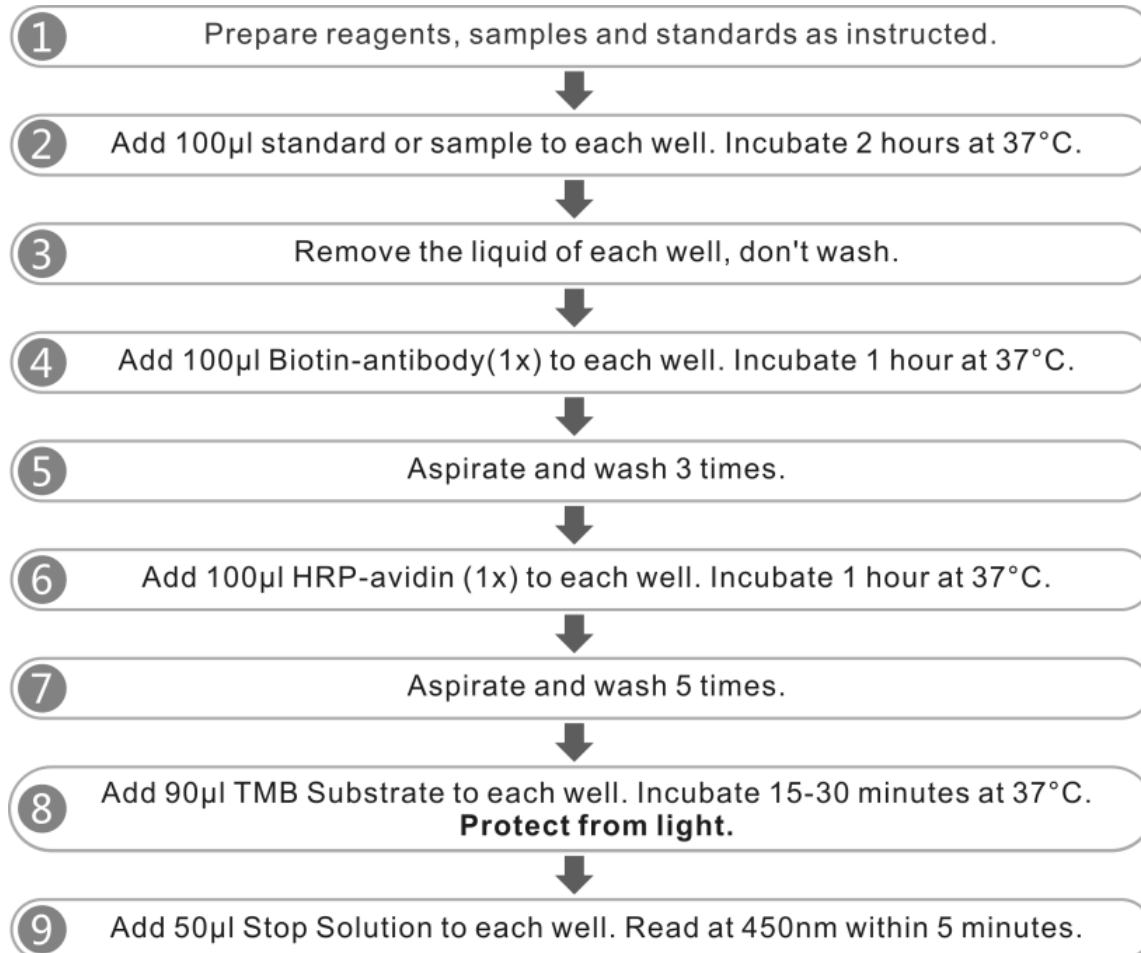 1 Prepare reagents, samples and standards as instructed.
2 Add 100µl standard or sample to each well. Incubate 2 hours at 37°C.
3 Remove the liquid of each well, don't wash.
4 Add 100µl Biotin-antibody(1x) to each well. Incubate 1 hour at 37°C.
5 Aspirate and wash 3 times.
6 Add 100µl HRP-avidin (1x) to each well. Incubate 1 hour at 37°C.
7 Aspirate and wash 5 times.
8 Add 90µl TMB Substrate to each well. Incubate 15-30 minutes at 37°C.
Protect from light.
9 Add 50µl Stop Solution to each well. Read at 450nm within 5 minutes.